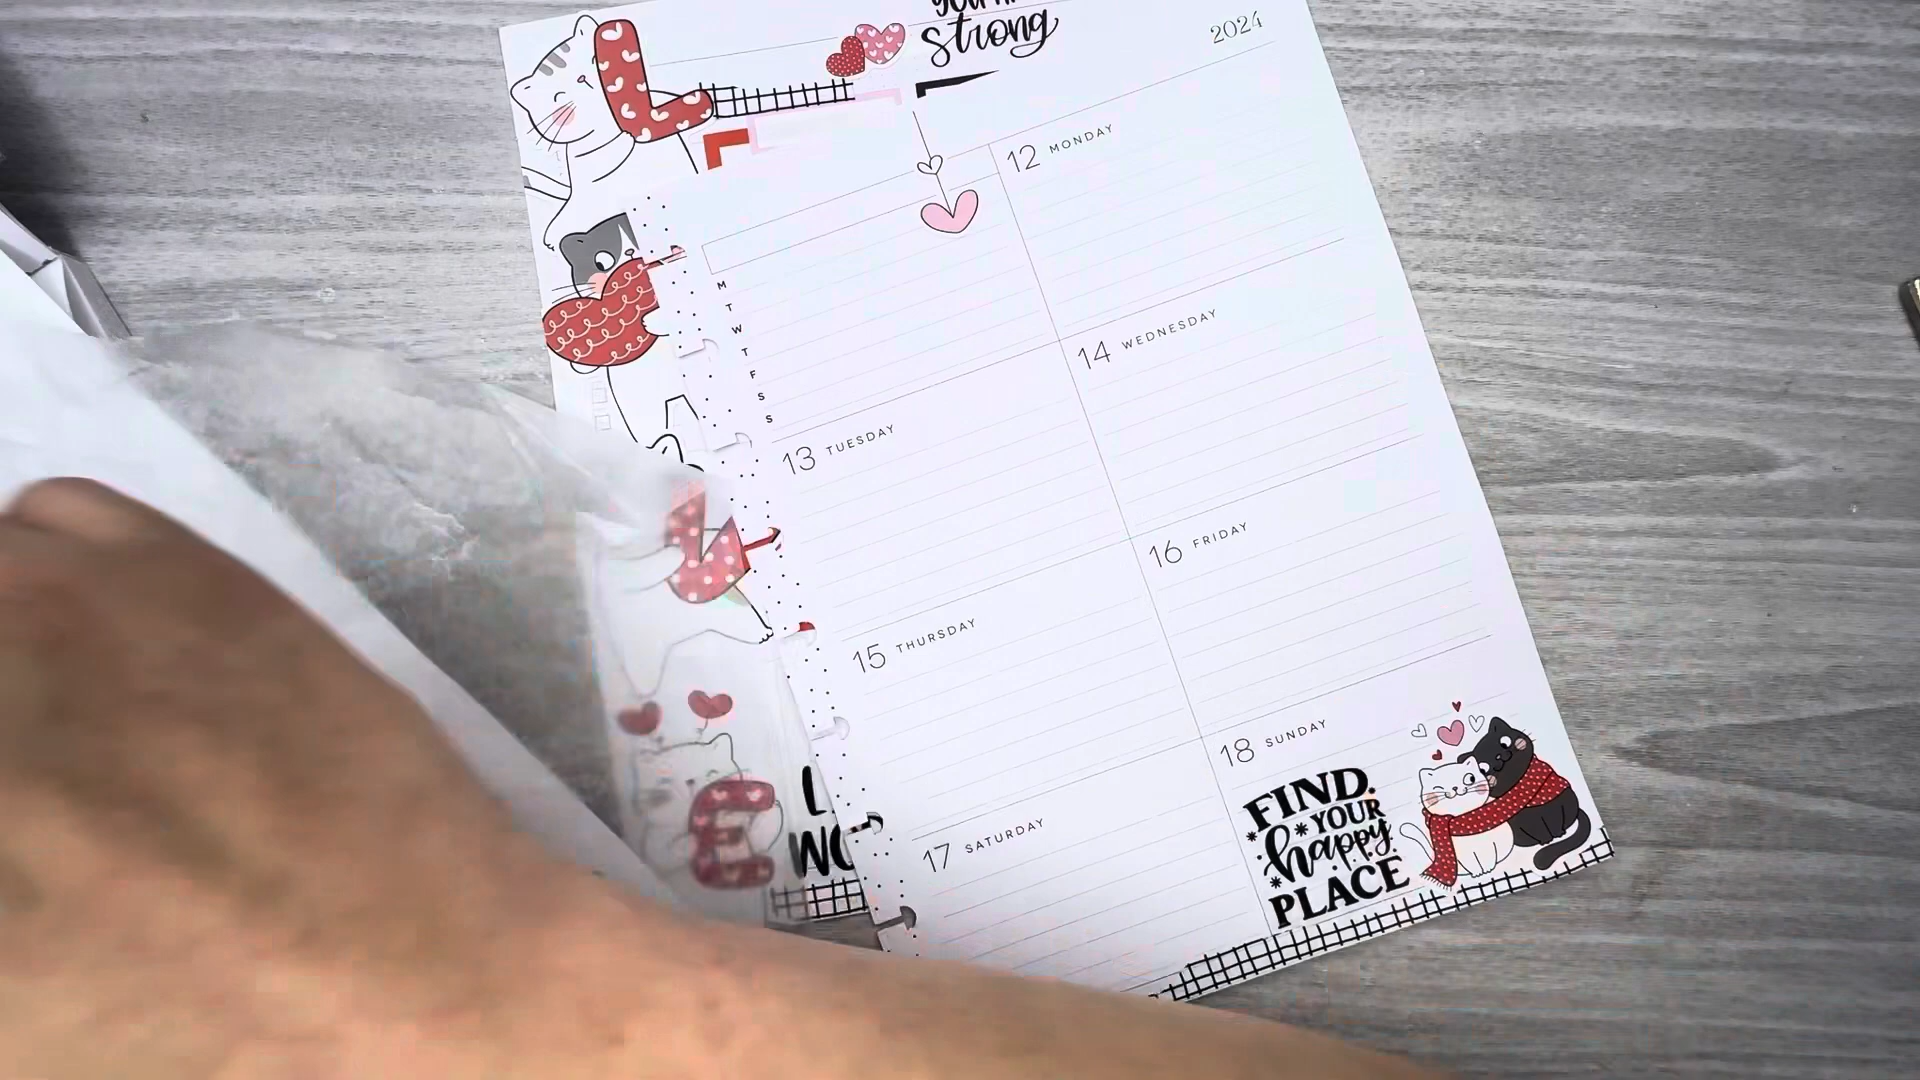 L
strong
2024
12 MONDAY
M
T
W
T
F
S
S
14 WEDNESDAY
13 TUESDAY
16 FRIDAY
15 THURSDAY
18 SUNDAY
FIND
YOUR
happy
PLACE
17 SATURDAY
E